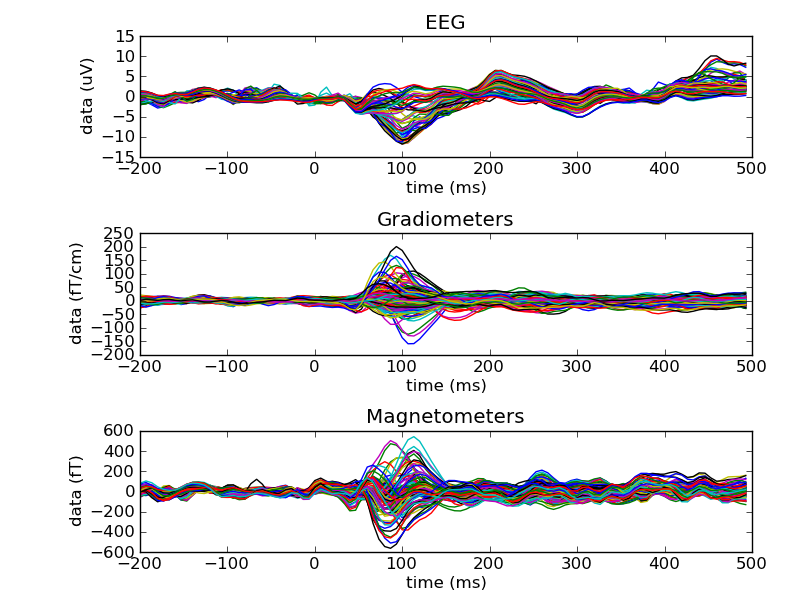 EEG
15
10
5
0
−5
−10
−15
data (uV)
−200 −100 0 100 200 300 400 500
time (ms)
Gradiometers
250
200
150
100
50
0
−50
−100
−150
−200
data (fT/cm)
−200 −100 0 100 200 300 400 500
time (ms)
Magnetometers
600
400
200
0
−200
−400
−600
data (fT)
−200 −100 0 100 200 300 400 500
time (ms)